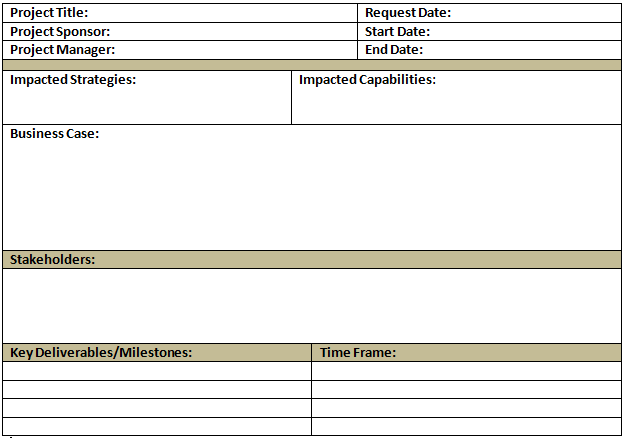 Project Title: Request Date:
Project Sponsor: Start Date:
Project Manager: End Date:
Impacted Strategies: Impacted Capabilities:
Business Case:
Stakeholders:
Key Deliverables/Milestones: Time Frame: